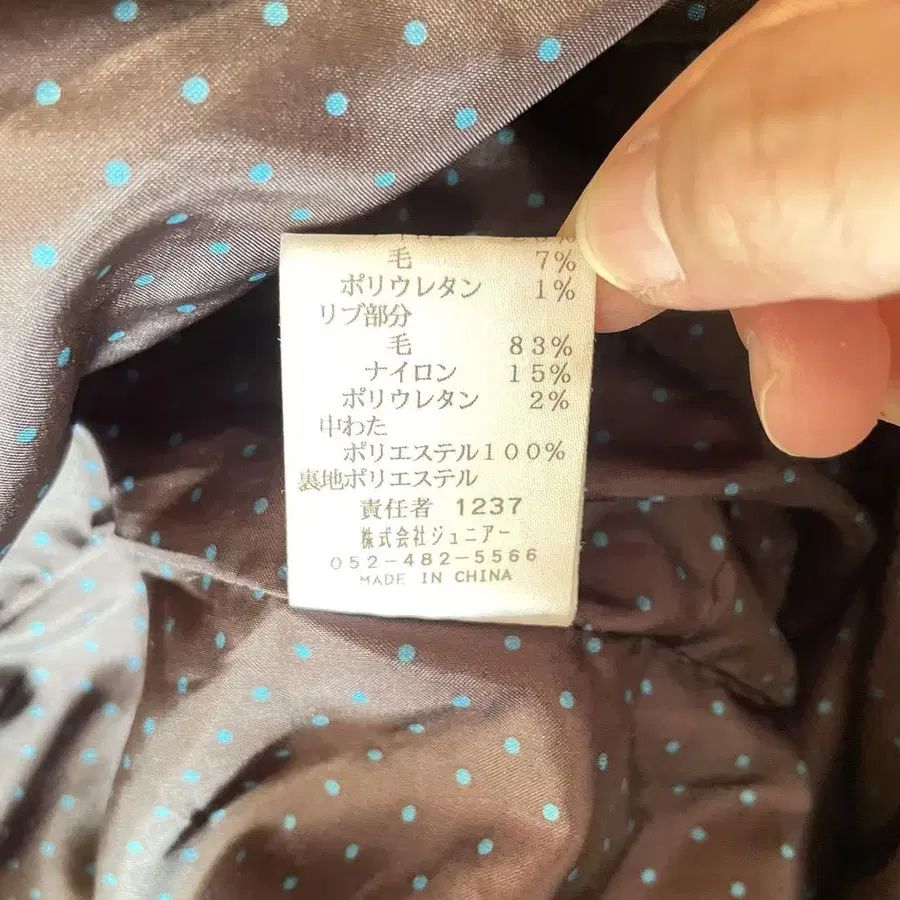 毛 7%
ポリウレタン 1%
リブ部分
毛 83%
ナイロン 15%
ポリウレタン 2%
中わた
ポリエステル100%
裏地ポリエステル
責任者 1237
株式会社ジュニアー
052-482-5566
MADE IN CHINA